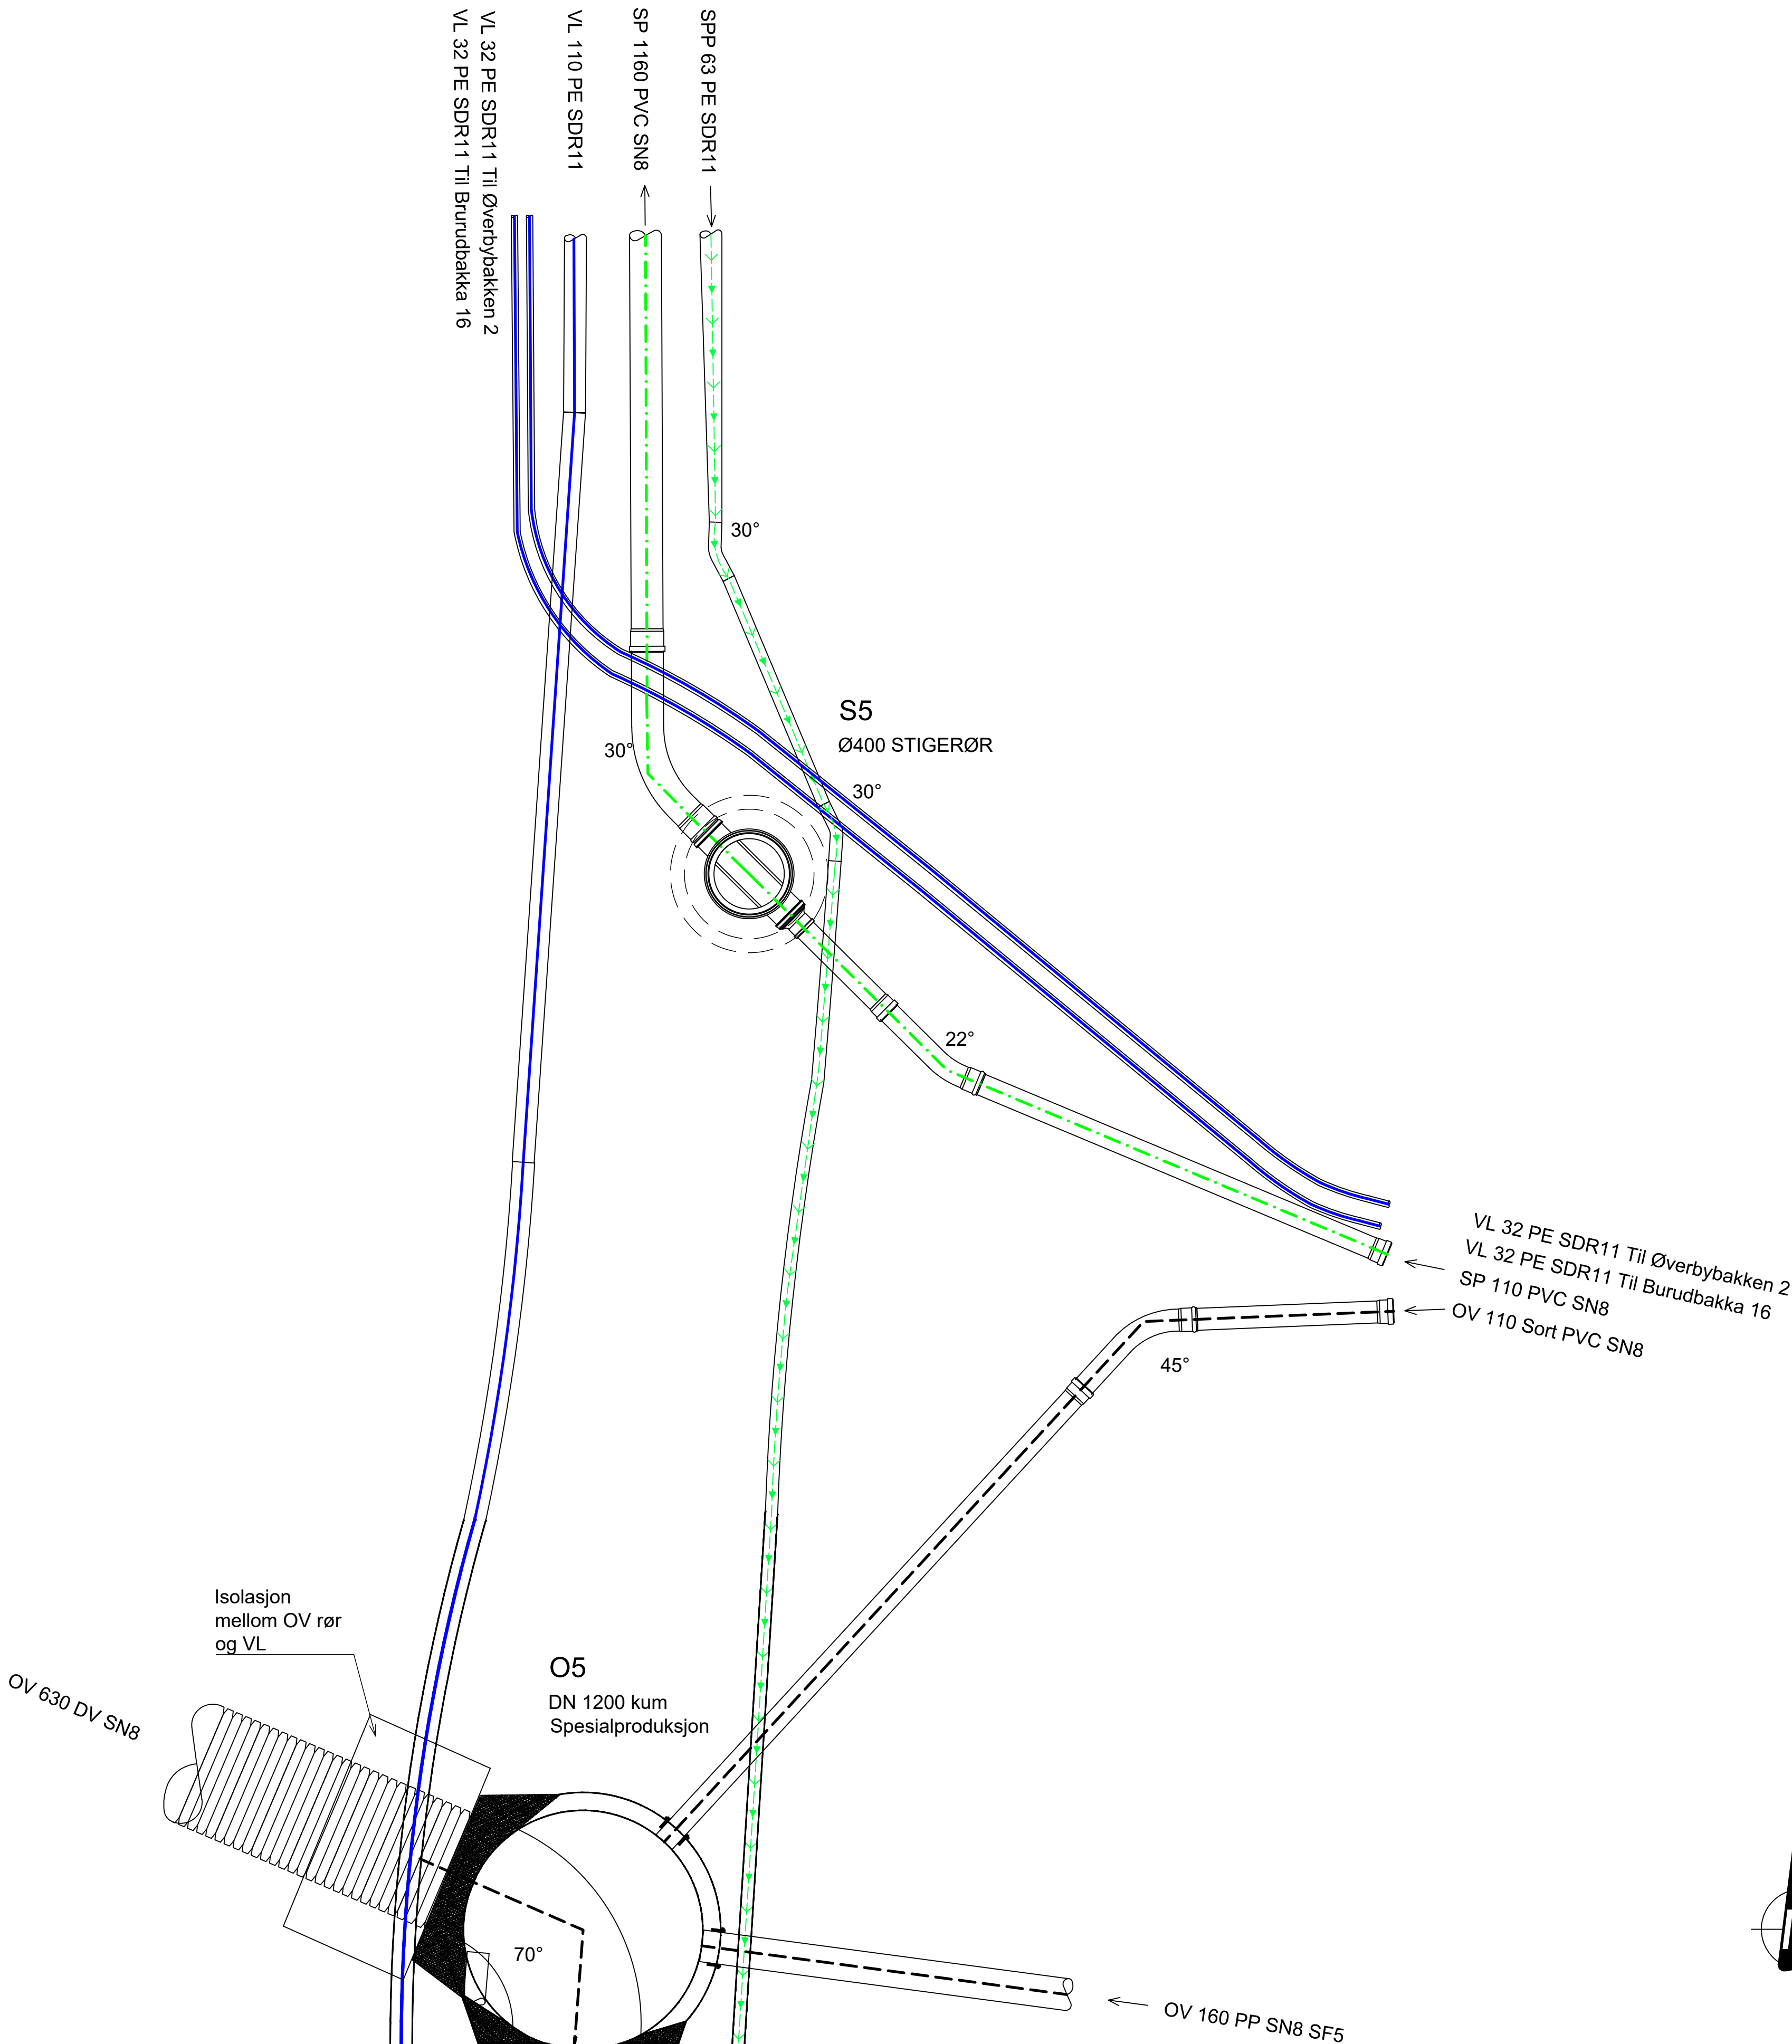 VL 32 PE SDR11 Til Brurudbakka 16
VL 32 PE SDR11 Til Øverbybakken 2
VL 110 PE SDR11
SP 1160 PVC SN8
SPP 63 PE SDR11
30°
S5
Ø400 STIGERØR
30°
30°
22°
VL 32 PE SDR11 Til Øverbybakken 2
VL 32 PE SDR11 Til Burudbakka 16
SP 110 PVC SN8
OV 110 Sort PVC SN8
45°
Isolasjon
mellom OV rør
og VL
O5
DN 1200 kum
Spesialproduksjon
OV 630 DV SN8
70°
OV 160 PP SN8 SF5